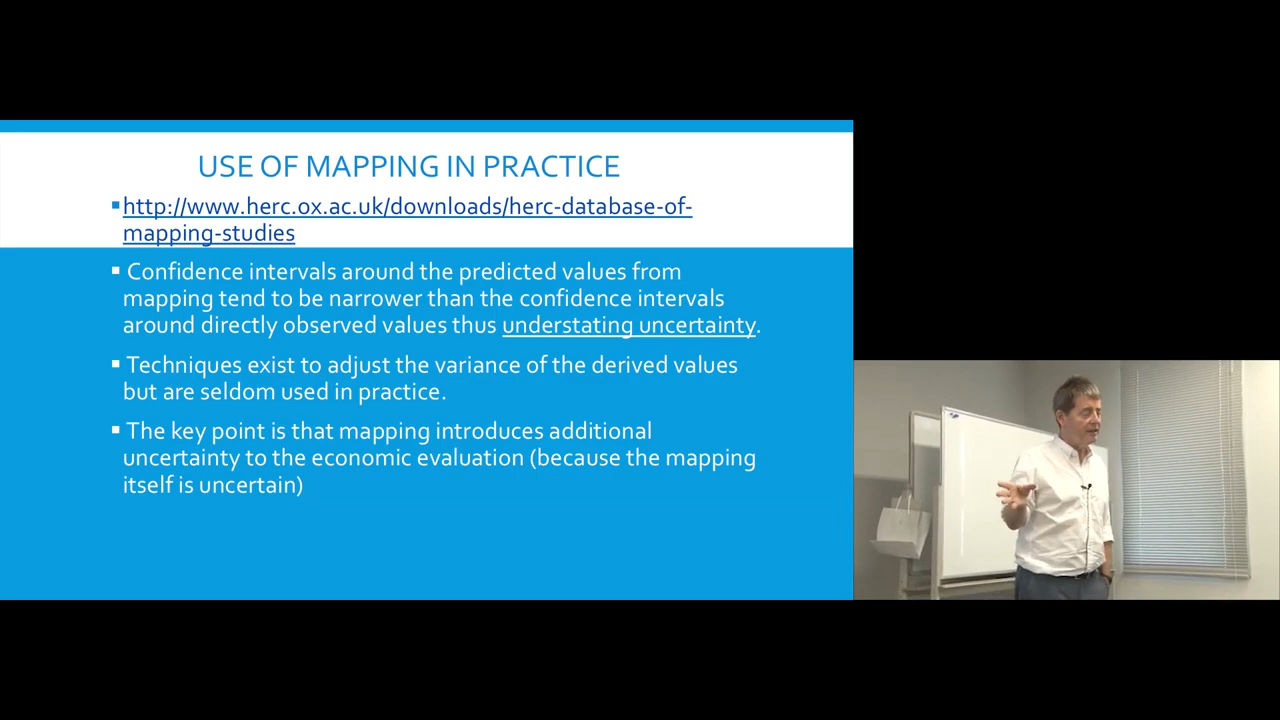 USE OF MAPPING IN PRACTICE
▪http://www.herc.ox.ac.uk/downloads/herc-database-of-
mapping-studies
▪ Confidence intervals around the predicted values from
mapping tend to be narrower than the confidence intervals
around directly observed values thus understating uncertainty.
▪ Techniques exist to adjust the variance of the derived values
but are seldom used in practice.
▪ The key point is that mapping introduces additional
uncertainty to the economic evaluation (because the mapping
itself is uncertain)